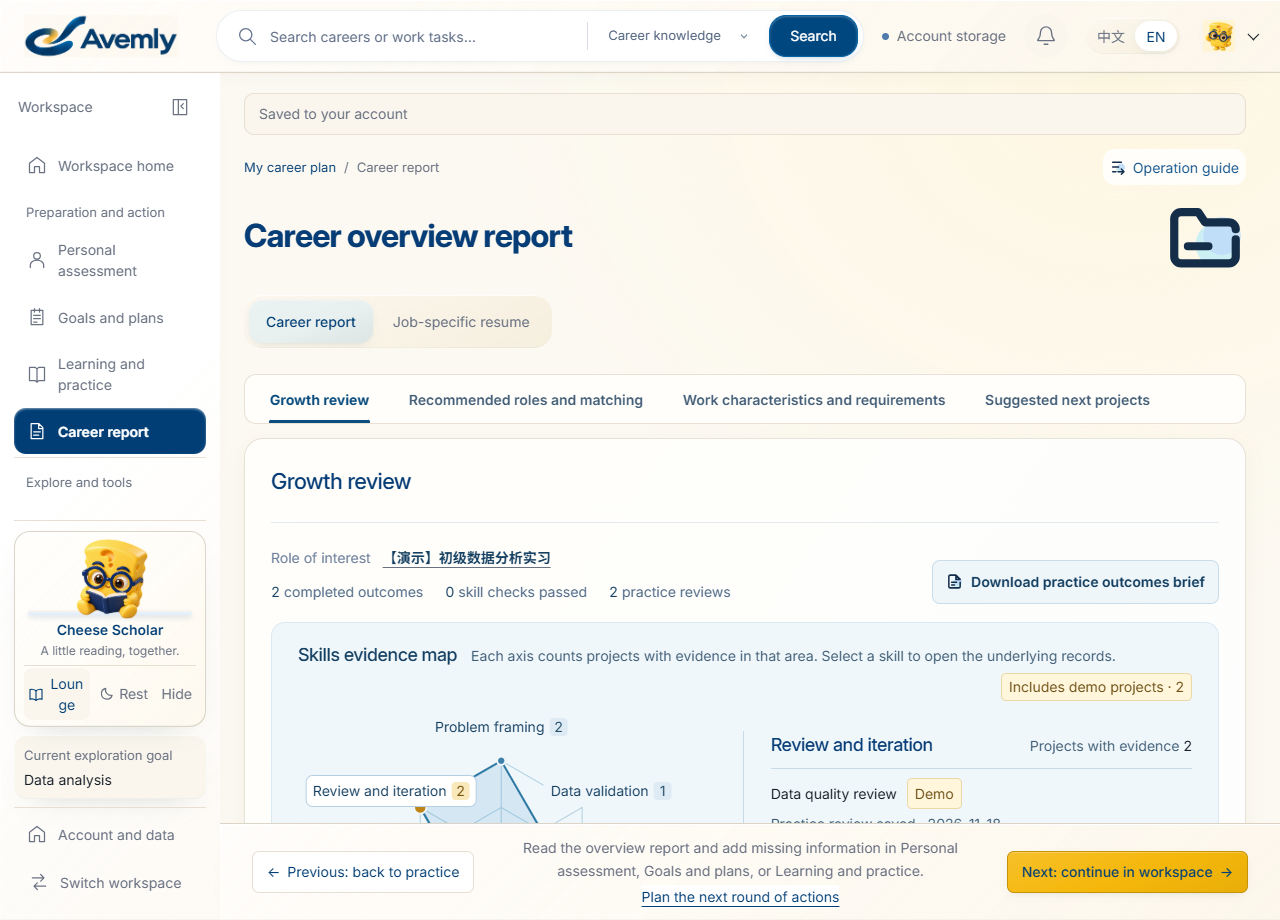 Avemly
Search careers or work tasks...
Career knowledge
Search
Account storage
中文
EN
Workspace
Workspace home
Preparation and action
Personal
assessment
Goals and plans
Learning and
practice
Career report
Explore and tools
Cheese Scholar
A little reading, together.
Loun
ge
Rest
Hide
Current exploration goal
Data analysis
Account and data
Switch workspace
Saved to your account
My career plan / Career report
Operation guide
Career overview report
Career report
Job-specific resume
Growth review
Recommended roles and matching
Work characteristics and requirements
Suggested next projects
Growth review
Role of interest 【演示】初级数据分析实习
2 completed outcomes 0 skill checks passed 2 practice reviews
Download practice outcomes brief
Skills evidence map Each axis counts projects with evidence in that area. Select a skill to open the underlying records.
Includes demo projects · 2
Problem framing 2
Review and iteration 2
Data validation 1
Review and iteration
Projects with evidence 2
Data quality review Demo
Practice review saved · 2026-11-18
← Previous: back to practice
Read the overview report and add missing information in Personal
assessment, Goals and plans, or Learning and practice.
Plan the next round of actions
Next: continue in workspace →